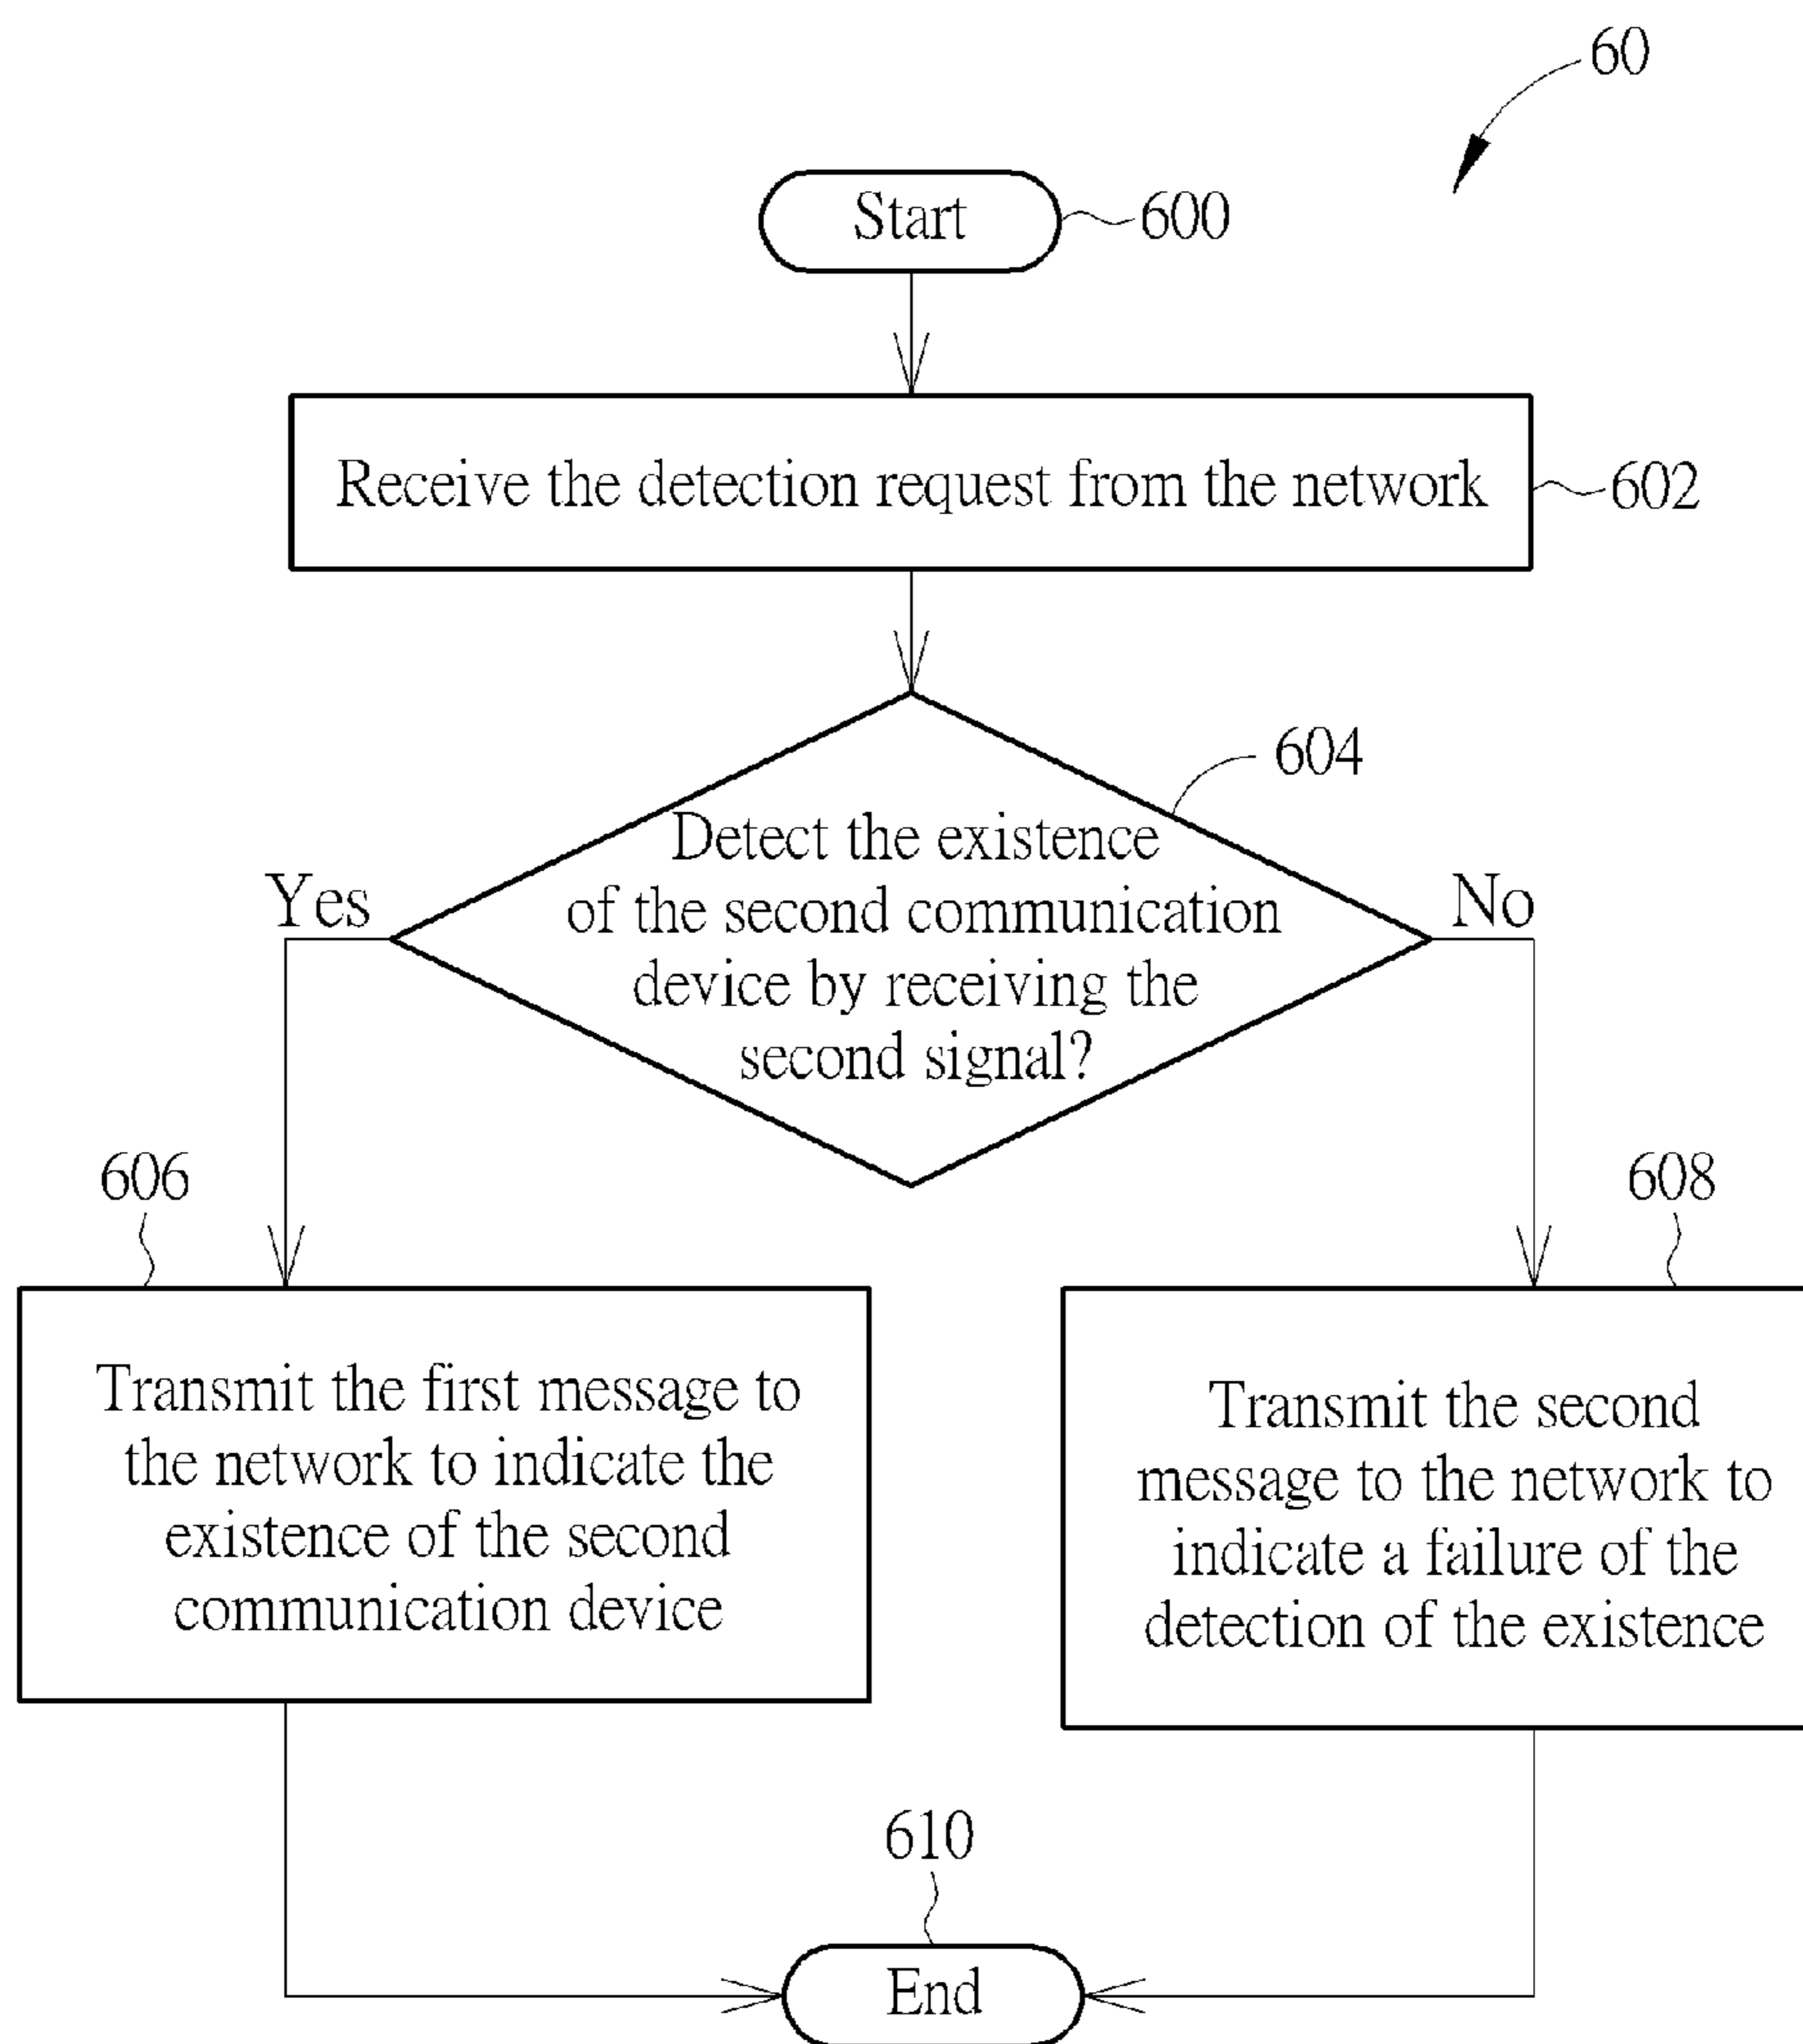 60
Start
600
Receive the detection request from the network
602
604
Detect the existence
of the second communication
device by receiving the
second signal?
Yes
No
606
608
Transmit the first message to
the network to indicate the
existence of the second
communication device
Transmit the second
message to the network to
indicate a failure of the
detection of the existence
610
End